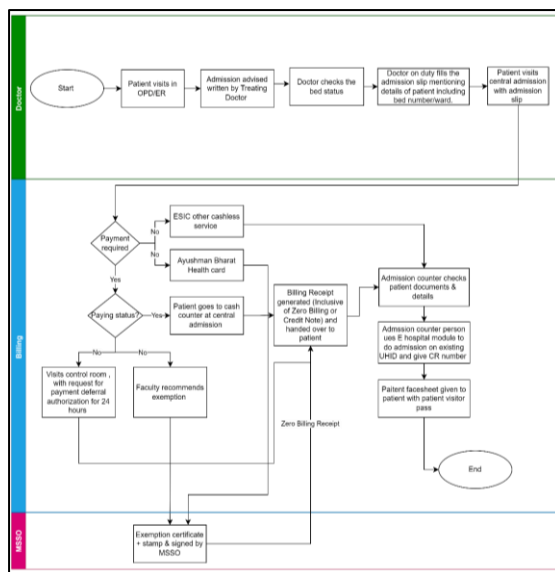 Doctor
Start
Patient visits in
OPD/ER
Admission advised
written by Treating
Doctor
Doctor checks the
bed status
Doctor on duty fills the
admission slip mentioning
details of patient including
bed number/ward.
Patient visits
central admission
with admission
slip
Billing
Payment
required
No
No
Yes
ESIC other cashless
service
Ayushman Bharat
Health card
Paying status?
Yes
Patient goes to cash
counter at central
admission
Billing Receipt
generated (Inclusive
of Zero Billing or
Credit Note) and
handed over to
patient
Admission counter checks
patient documents &
details
Admission counter person
ues E hospital module to
do admission on existing
UHID and give CR number
Paitent facesheet given to
patient with patient visitor
pass
End
No
No
Visits control room ,
with request for
payment deferral
authorization for 24
hours
Faculty recommends
exemption
Zero Billing Receipt
MSSO
Exemption certificate
+ stamp & signed by
MSSO